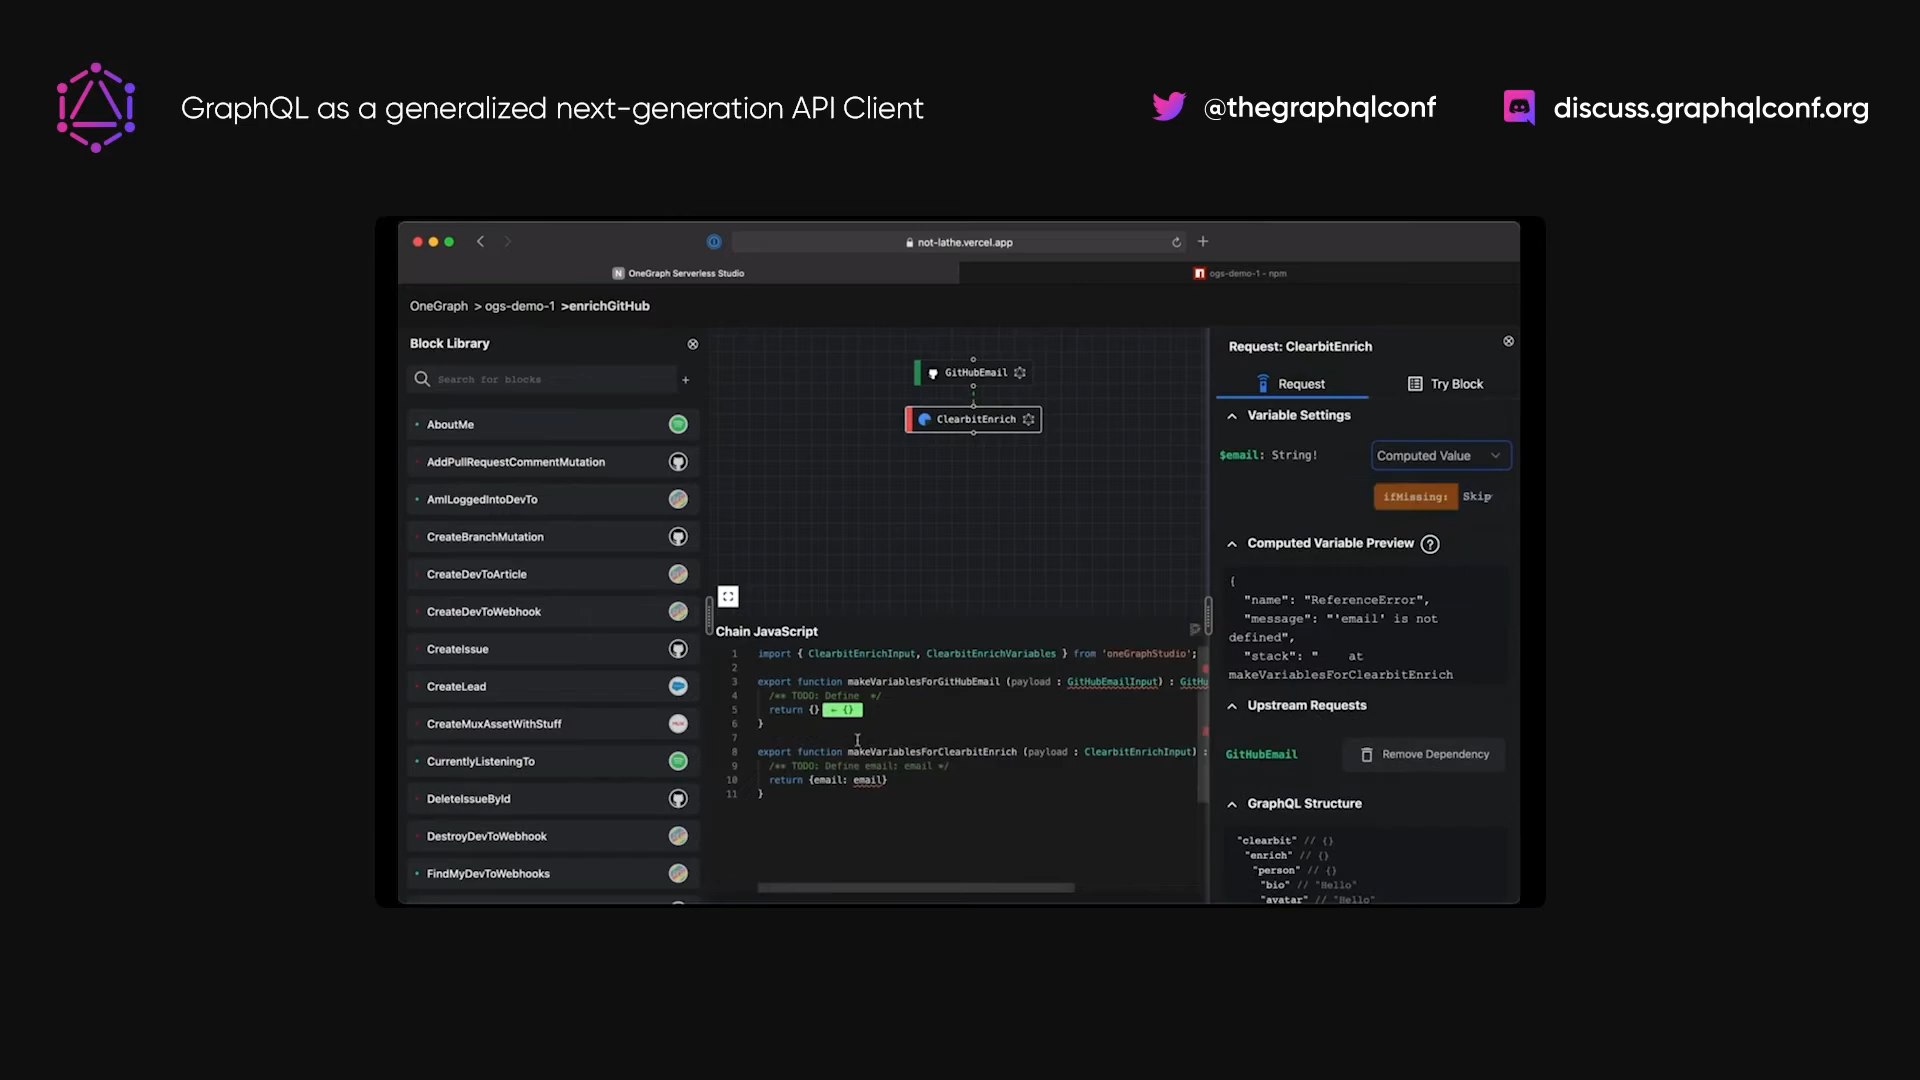 GraphQL as a generalized next-generation API Client
@thegraphqlconf
discuss.graphqlconf.org
not-lathe.vercel.app
N OneGraph Serverless Studio
ogs-demo-1 - npm
OneGraph > ogs-demo-1 >enrichGitHub
Block Library
Search for blocks
AboutMe
AddPullRequestCommentMutation
AmILoggedIntoDevTo
CreateBranchMutation
CreateDevToArticle
CreateDevToWebhook
CreateIssue
CreateLead
CreateMuxAssetWithStuff
CurrentlyListeningTo
DeleteIssueById
DestroyDevToWebhook
FindMyDevToWebhooks
GitHubEmail
ClearbitEnrich
Chain JavaScript
1 import { ClearbitEnrichInput, ClearbitEnrichVariables } from 'oneGraphStudio';
2
3 export function makeVariablesForGitHubEmail (payload : GitHubEmailInput) : GitHu
4 /** TODO: Define */
5 return {} ← {}
6 }
7
8 export function makeVariablesForClearbitEnrich (payload : ClearbitEnrichInput) :
9 /** TODO: Define email: email */
10 return {email: email}
11 }
Request: ClearbitEnrich
Request
Try Block
Variable Settings
$email: String!
Computed Value
ifMissing: Skip
Computed Variable Preview ?
{
"name": "ReferenceError",
"message": "'email' is not
defined",
"stack": " at
makeVariablesForClearbitEnrich
Upstream Requests
GitHubEmail
Remove Dependency
GraphQL Structure
"clearbit" // {}
"enrich" // {}
"person" // {}
"bio" // "Hello"
"avatar" // "Hello"